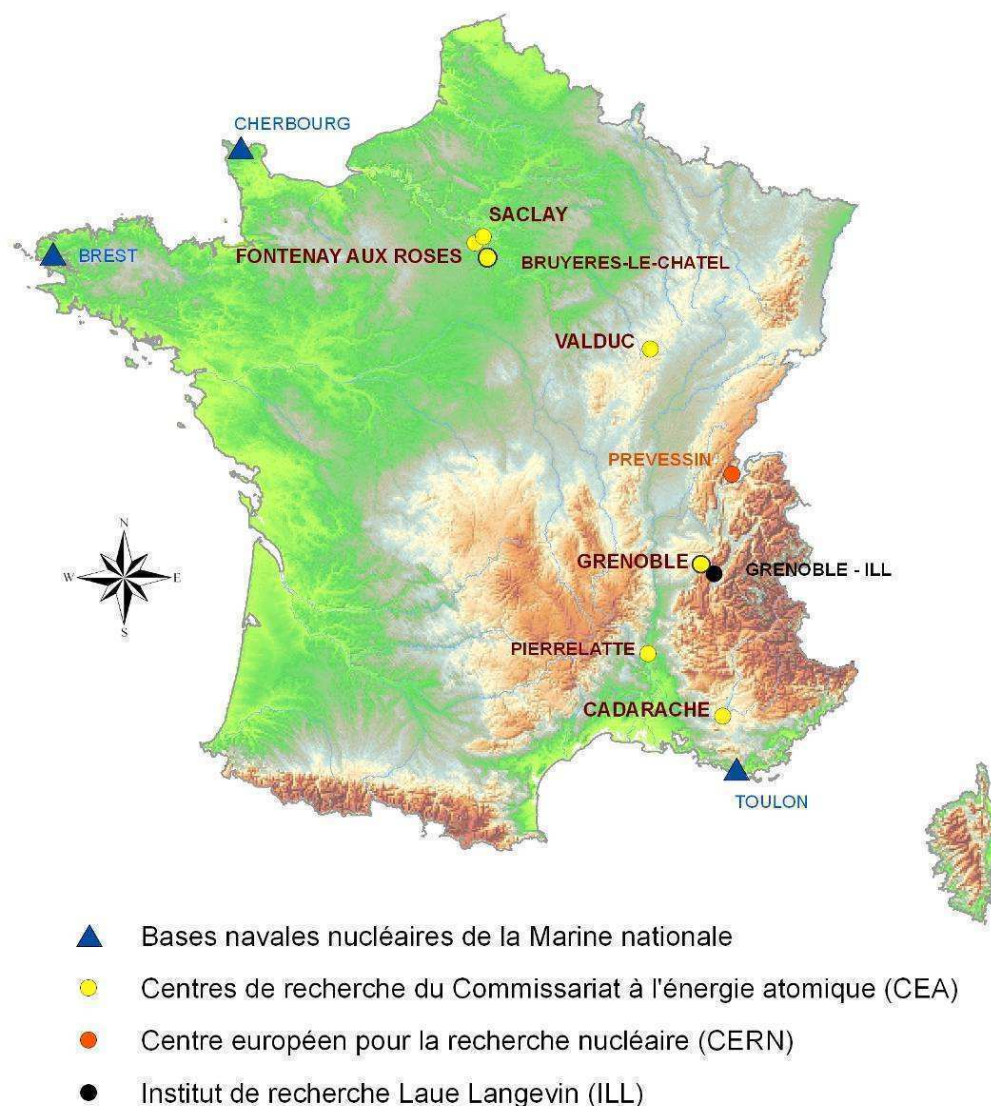 CHERBOURG
SACLAY
BREST
FONTENAY AUX ROSES
BRUYERES-LE-CHATEL
VALDUC
PREVESSIN
N
W
E
S
GRENOBLE
GRENOBLE - ILL
PIERRELATTE
CADARACHE
TOULON
Bases navales nucléaires de la Marine nationale
Centres de recherche du Commissariat à l'énergie atomique (CEA)
Centre européen pour la recherche nucléaire (CERN)
Institut de recherche Laue Langevin (ILL)